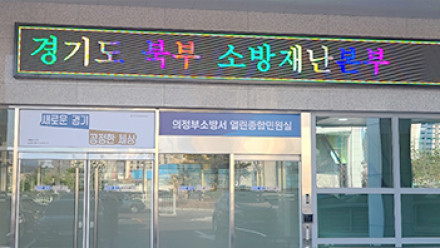 경기도 북부 소방재난본부
새로운 경기
공정한 세상
의정부소방서 열린종합민원실